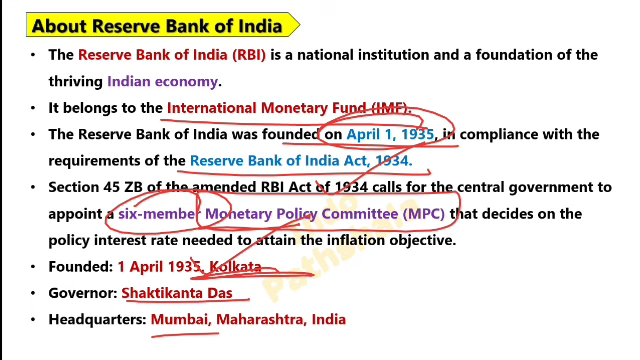 About Reserve Bank of India
• The Reserve Bank of India (RBI) is a national institution and a foundation of the
thriving Indian economy.
• It belongs to the International Monetary Fund (IMF).
• The Reserve Bank of India was founded on April 1, 1935, in compliance with the
requirements of the Reserve Bank of India Act, 1934.
• Section 45 ZB of the amended RBI Act of 1934 calls for the central government to
appoint a six-member Monetary Policy Committee (MPC) that decides on the
policy interest rate needed to attain the inflation objective.
• Founded: 1 April 1935, Kolkata
• Governor: Shaktikanta Das
• Headquarters: Mumbai, Maharashtra, India